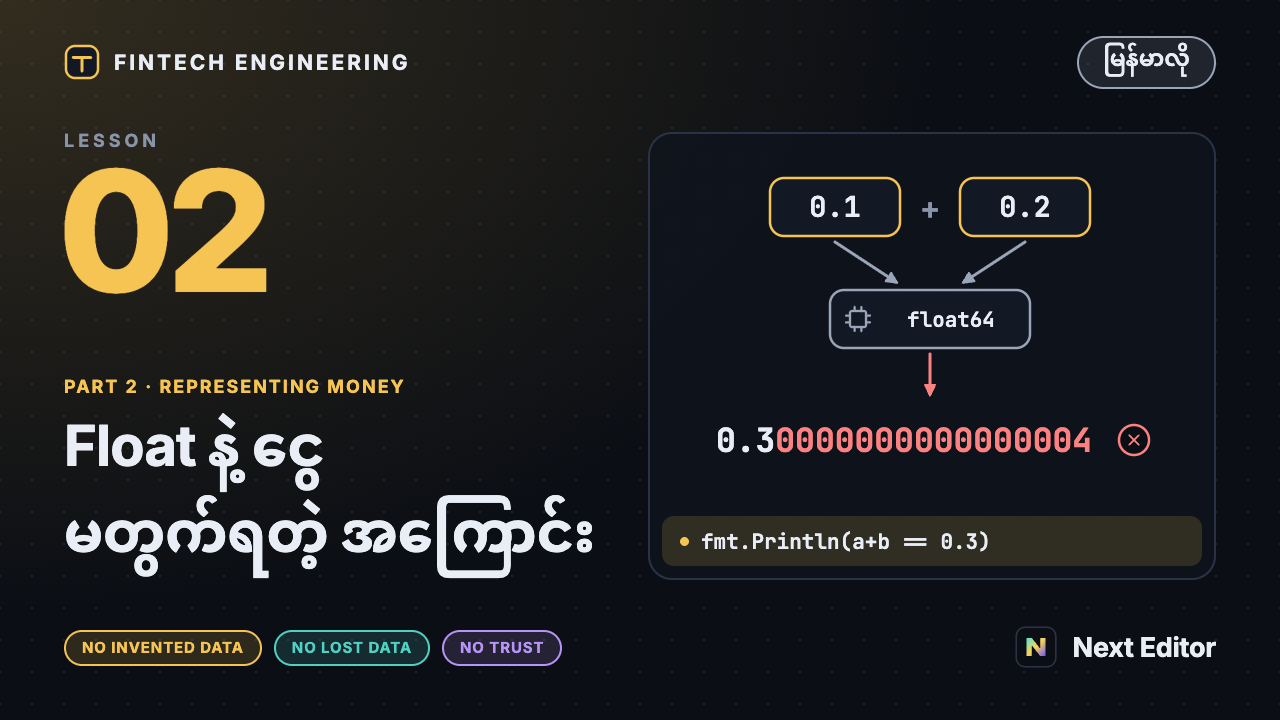 FINTECH ENGINEERING
မြန်မာလို
LESSON
02
PART 2 · REPRESENTING MONEY
Float နဲ့ ငွေ
မတွက်ရတဲ့ အကြောင်း
0.1 + 0.2
float64
0.30000000000000004
fmt.Println(a+b == 0.3)
NO INVENTED DATA
NO LOST DATA
NO TRUST
N Next Editor